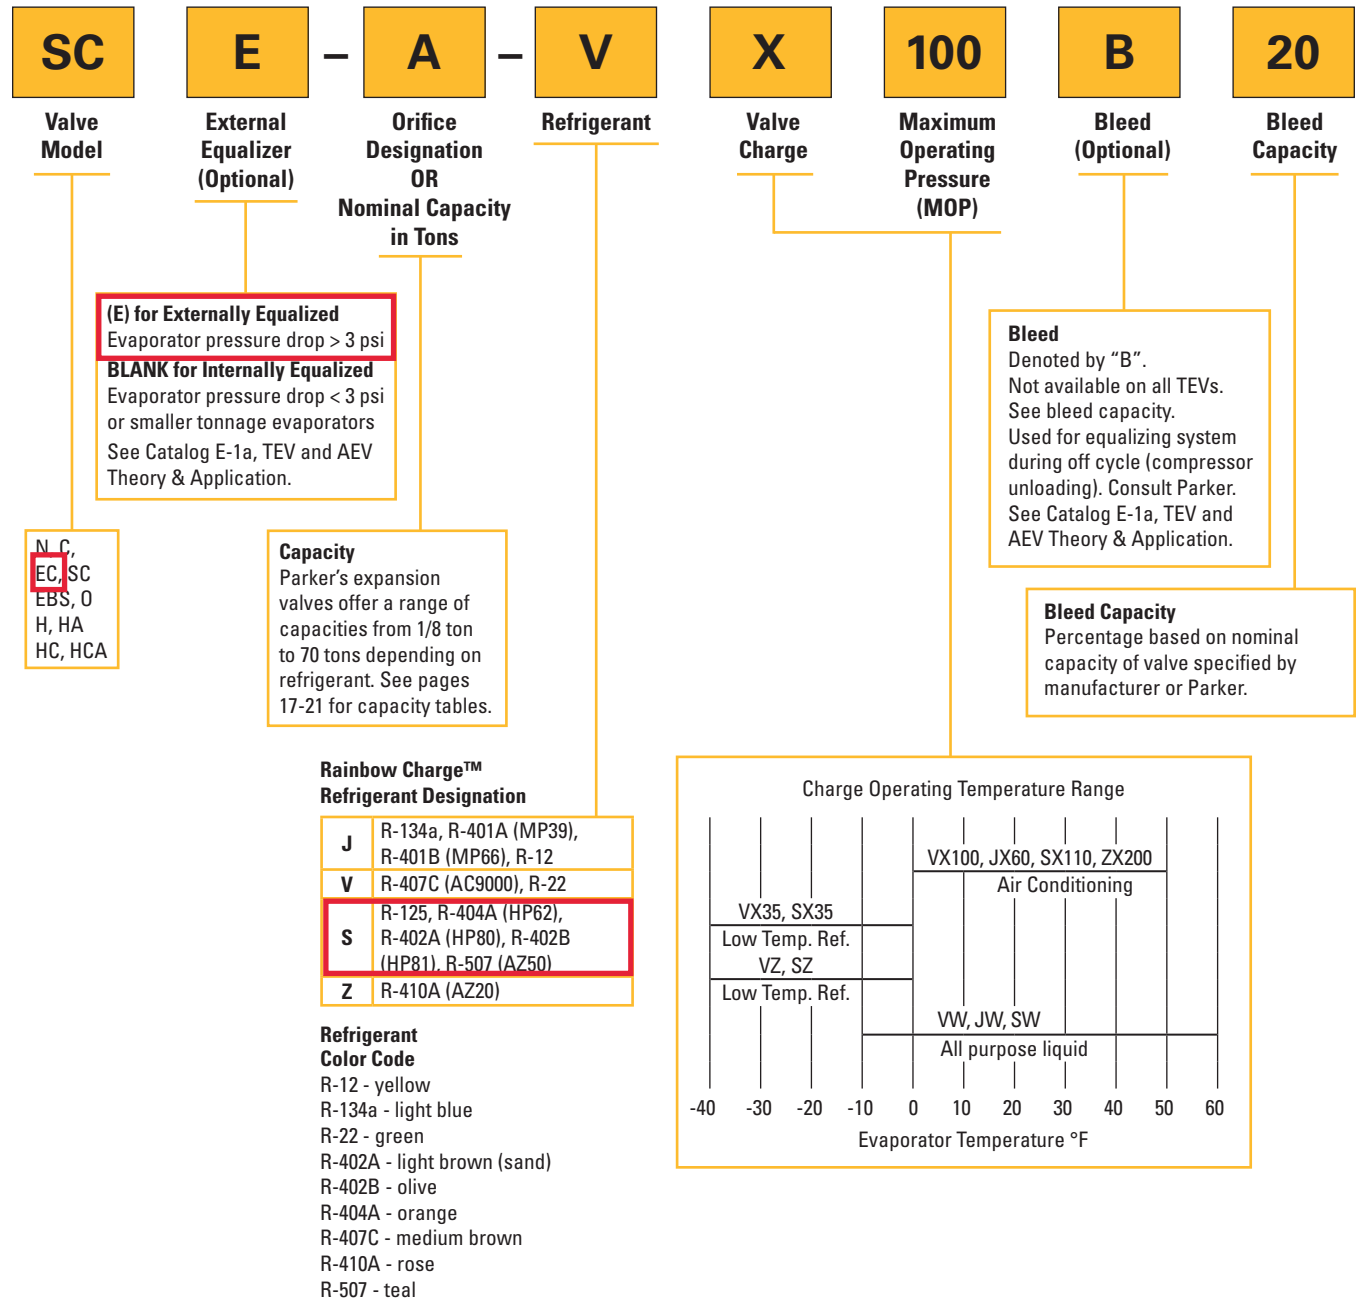 SC E – A – V X 100 B 20
Valve
Model
External
Equalizer
(Optional)
Orifice
Designation
OR
Nominal Capacity
in Tons
Refrigerant
Valve
Charge
Maximum
Operating
Pressure
(MOP)
Bleed
(Optional)
Bleed
Capacity
(E) for Externally Equalized
Evaporator pressure drop > 3 psi
BLANK for Internally Equalized
Evaporator pressure drop < 3 psi
or smaller tonnage evaporators
See Catalog E-1a, TEV and AEV
Theory & Application.
Bleed
Denoted by “B”.
Not available on all TEVs.
See bleed capacity.
Used for equalizing system
during off cycle (compressor
unloading). Consult Parker.
See Catalog E-1a, TEV and
AEV Theory & Application.
N, C,
EC, SC
EBS, O
H, HA
HC, HCA
Capacity
Parker’s expansion
valves offer a range of
capacities from 1/8 ton
to 70 tons depending on
refrigerant. See pages
17-21 for capacity tables.
Bleed Capacity
Percentage based on nominal
capacity of valve specified by
manufacturer or Parker.
Rainbow Charge™
Refrigerant Designation
J R-134a, R-401A (MP39),
R-401B (MP66), R-12
V R-407C (AC9000), R-22
S R-125, R-404A (HP62),
R-402A (HP80), R-402B
(HP81), R-507 (AZ50)
Z R-410A (AZ20)
Refrigerant
Color Code
R-12 - yellow
R-134a - light blue
R-22 - green
R-402A - light brown (sand)
R-402B - olive
R-404A - orange
R-407C - medium brown
R-410A - rose
R-507 - teal
Charge Operating Temperature Range
VX100, JX60, SX110, ZX200
Air Conditioning
VX35, SX35
Low Temp. Ref.
VZ, SZ
Low Temp. Ref.
VW, JW, SW
All purpose liquid
-40 -30 -20 -10 0 10 20 30 40 50 60
Evaporator Temperature °F